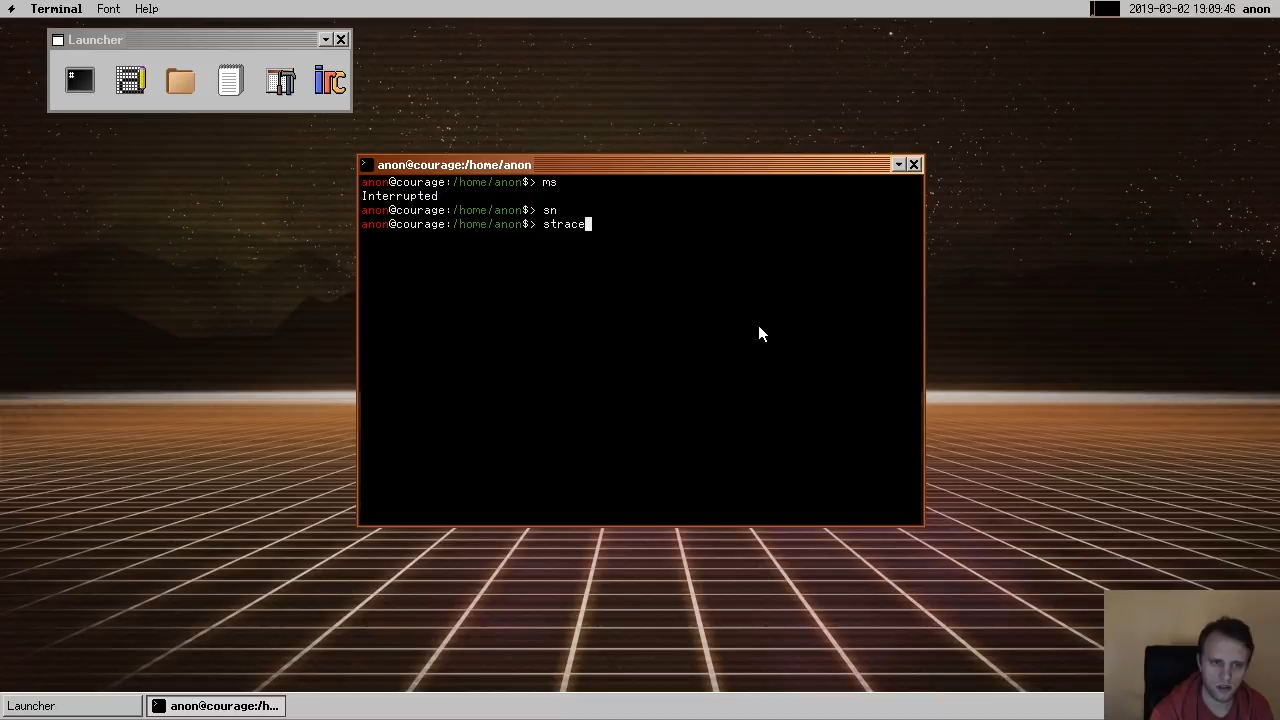 Terminal Font Help
2019-03-02 19:09:46 anon
Launcher
irc
anon@courage:/home/anon
anon@courage:/home/anon$> ms
Interrupted
anon@courage:/home/anon$> sn
anon@courage:/home/anon$> strace
Launcher
anon@courage:/h...